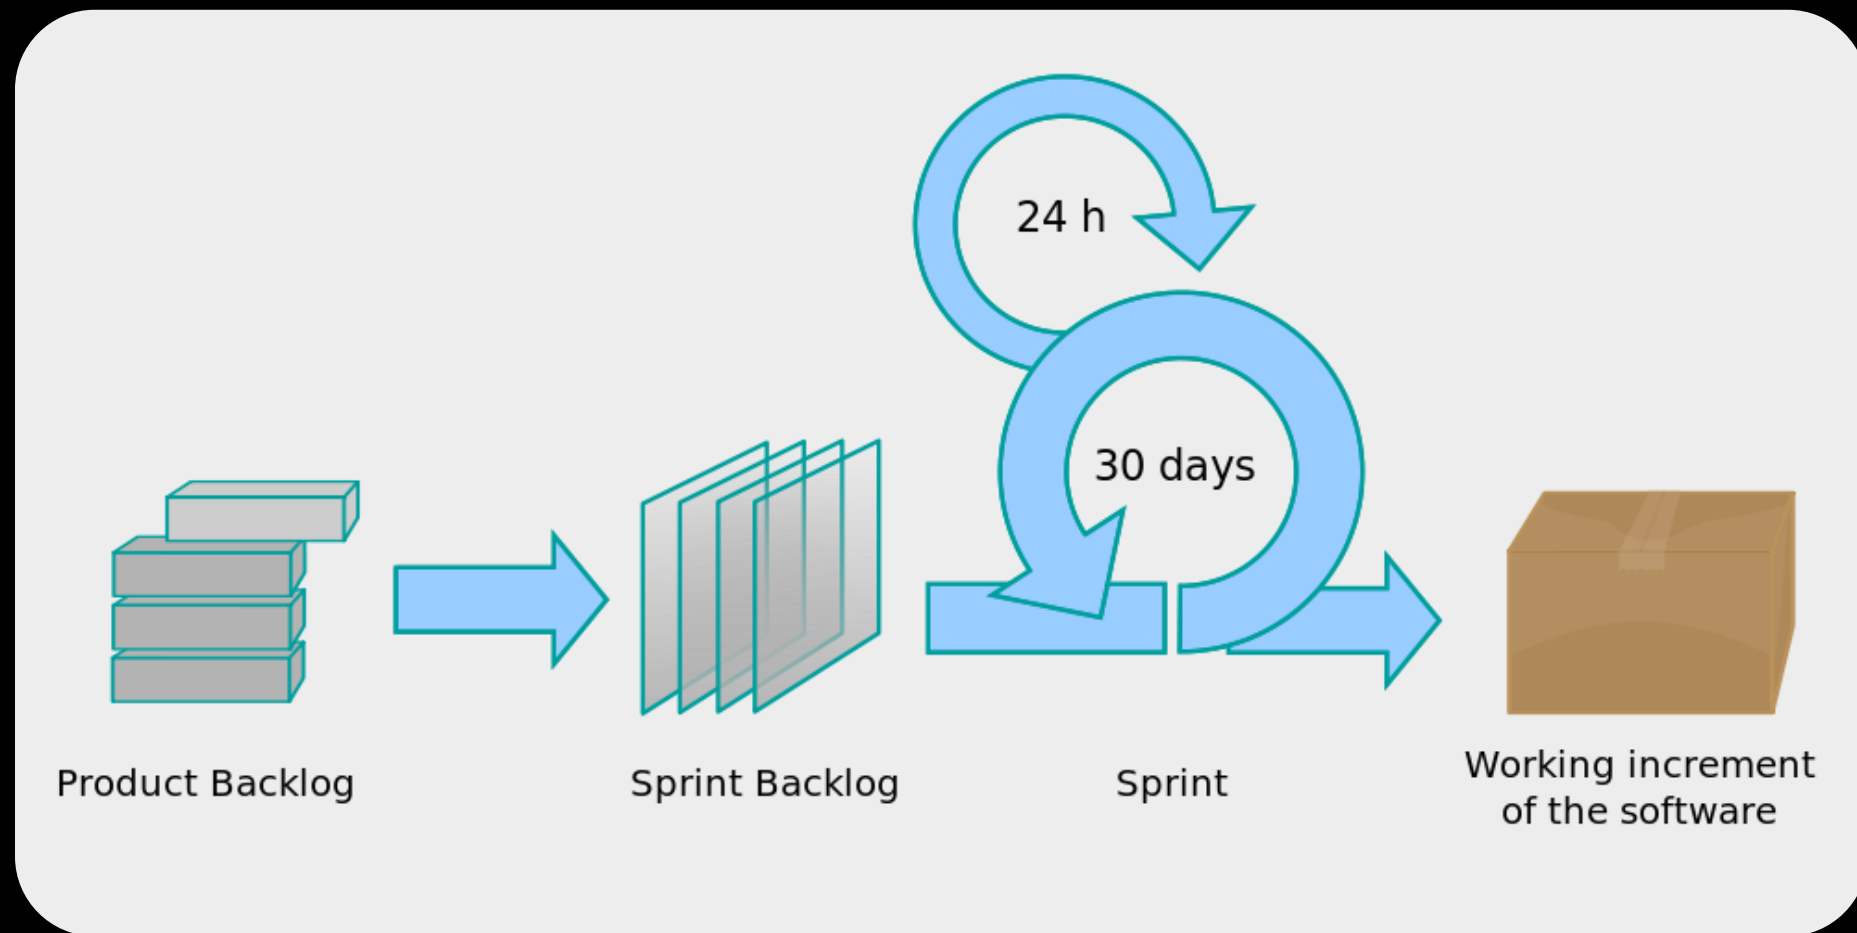 24 h
30 days
Product Backlog
Sprint Backlog
Sprint
Working increment
of the software